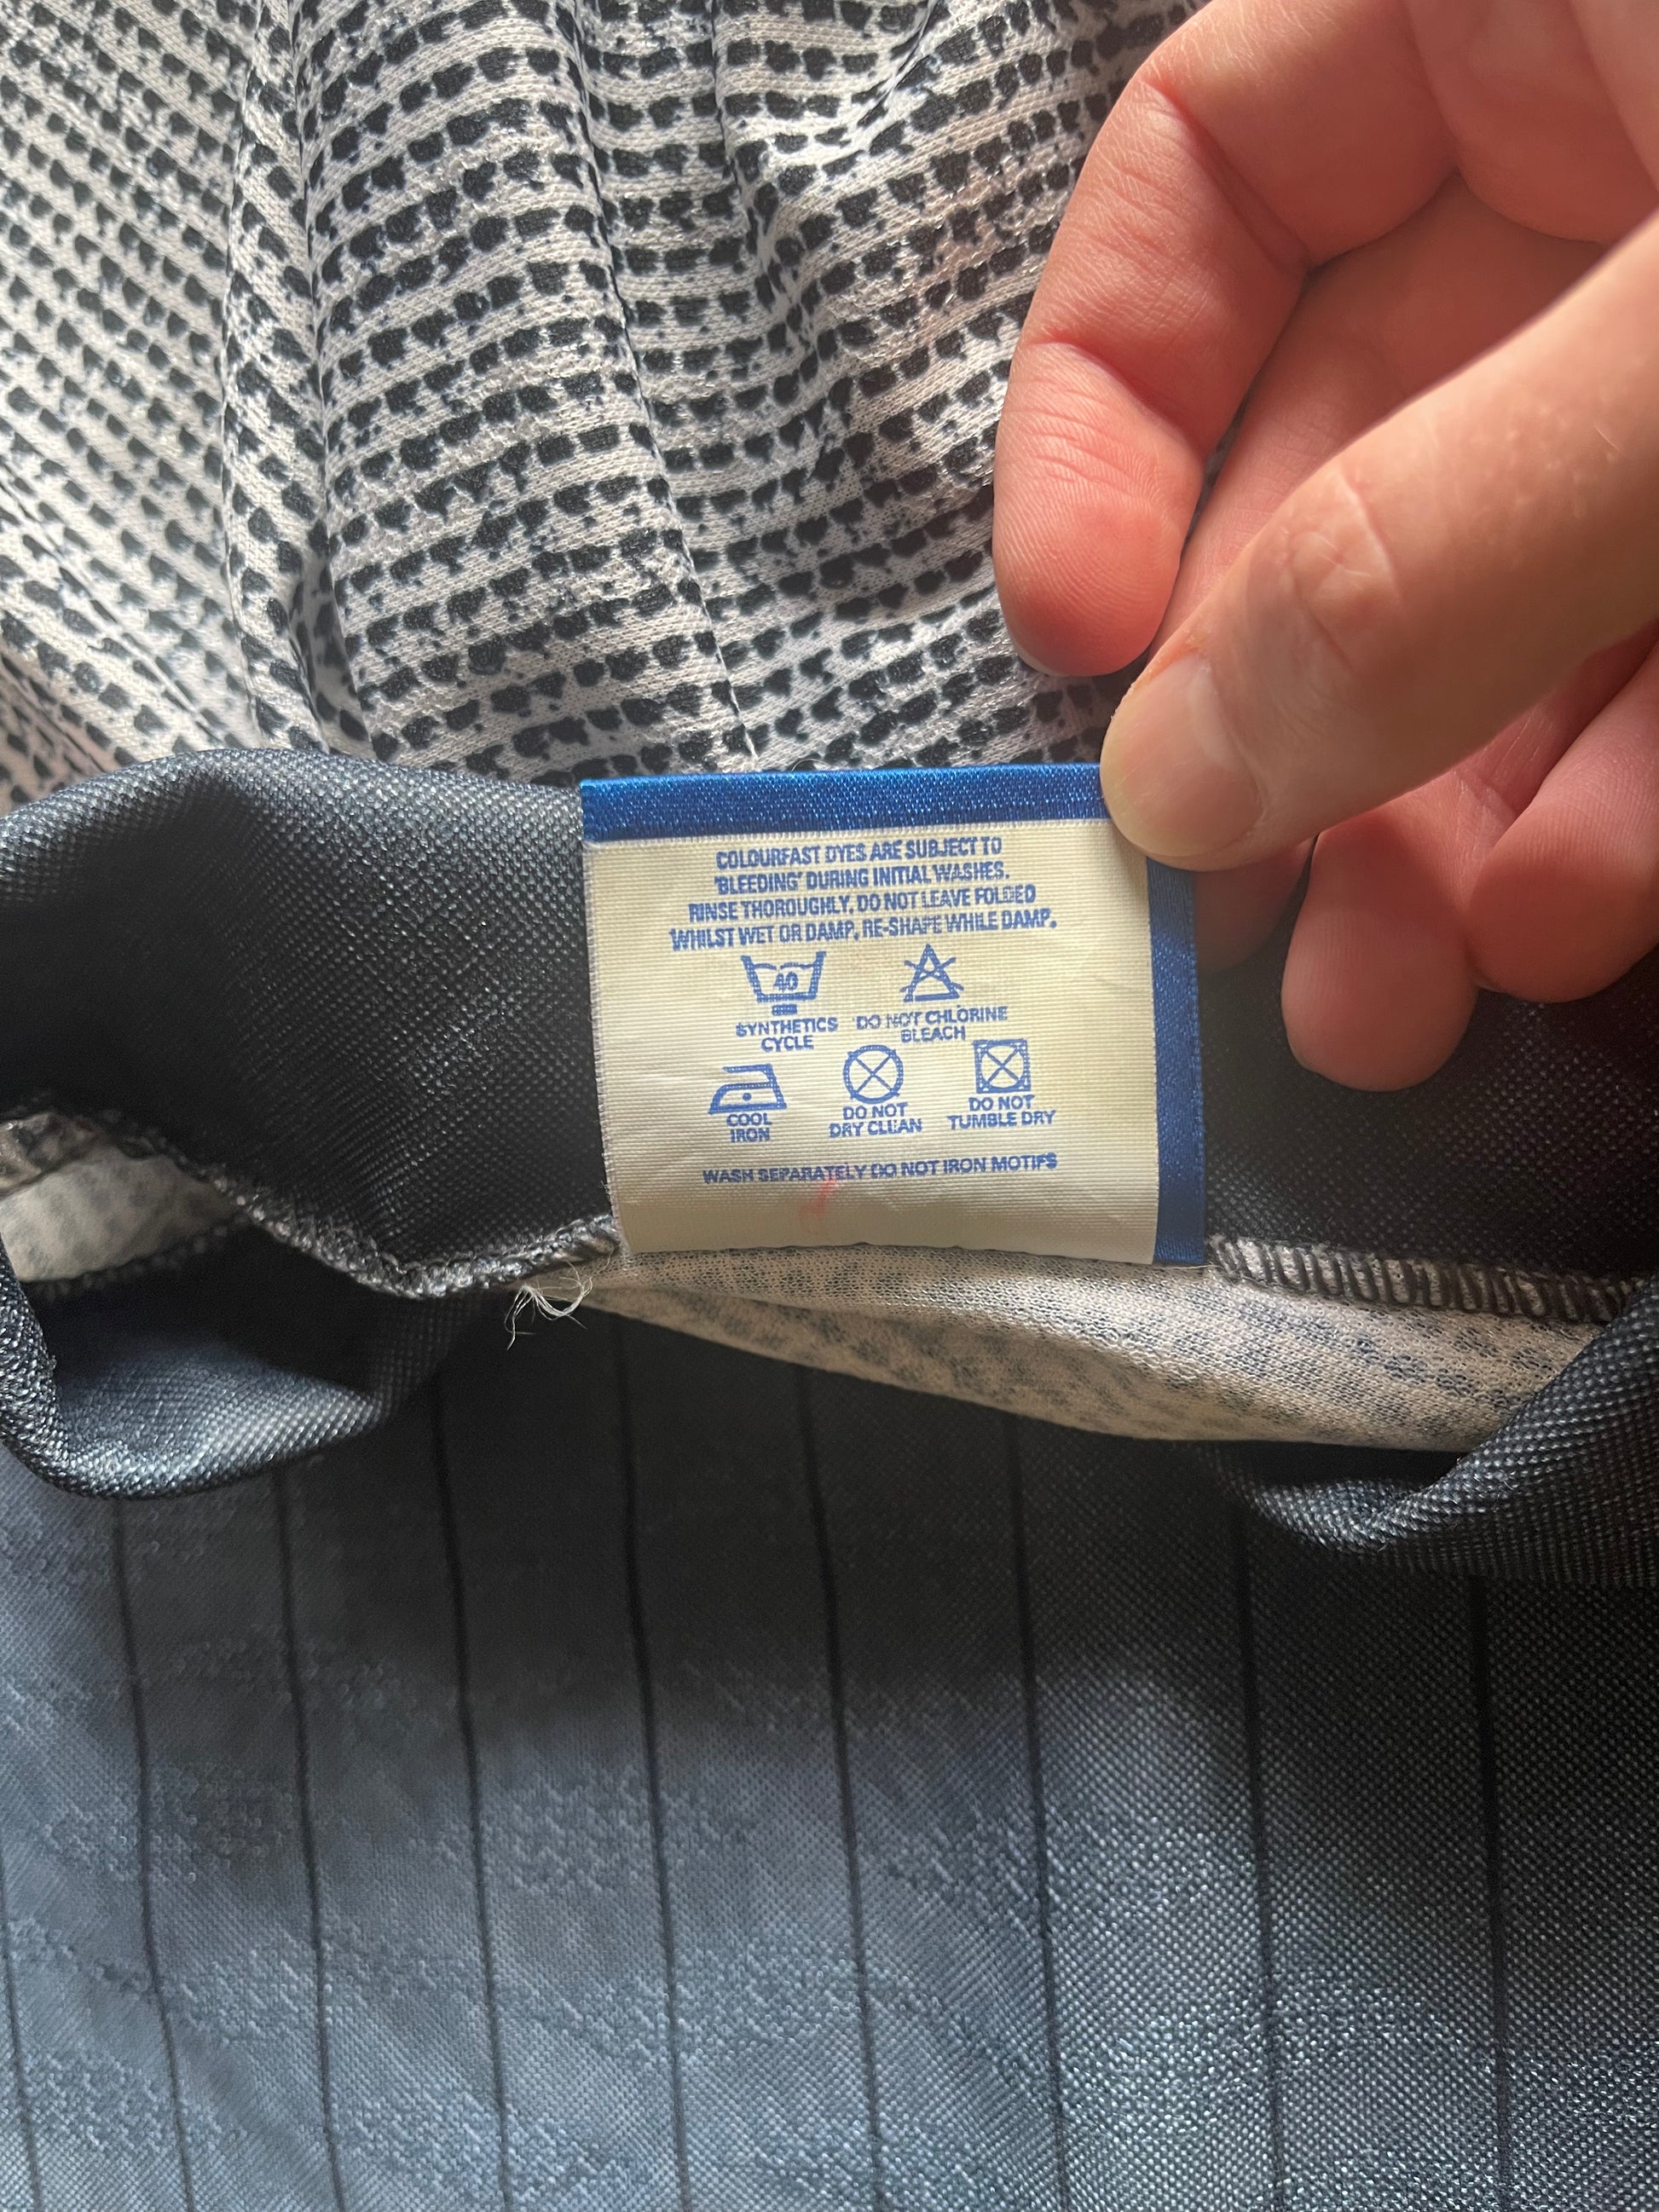 COLOURFAST DYES ARE SUBJECT TO
'BLEEDING' DURING INITIAL WASHES.
RINSE THOROUGHLY. DO NOT LEAVE FOLDED
WHILST WET OR DAMP. RE-SHAPE WHILE DAMP.
40
SYNTHETICS CYCLE
DO NOT CHLORINE BLEACH
COOL IRON
DO NOT DRY CLEAN
DO NOT TUMBLE DRY
WASH SEPARATELY DO NOT IRON MOTIFS